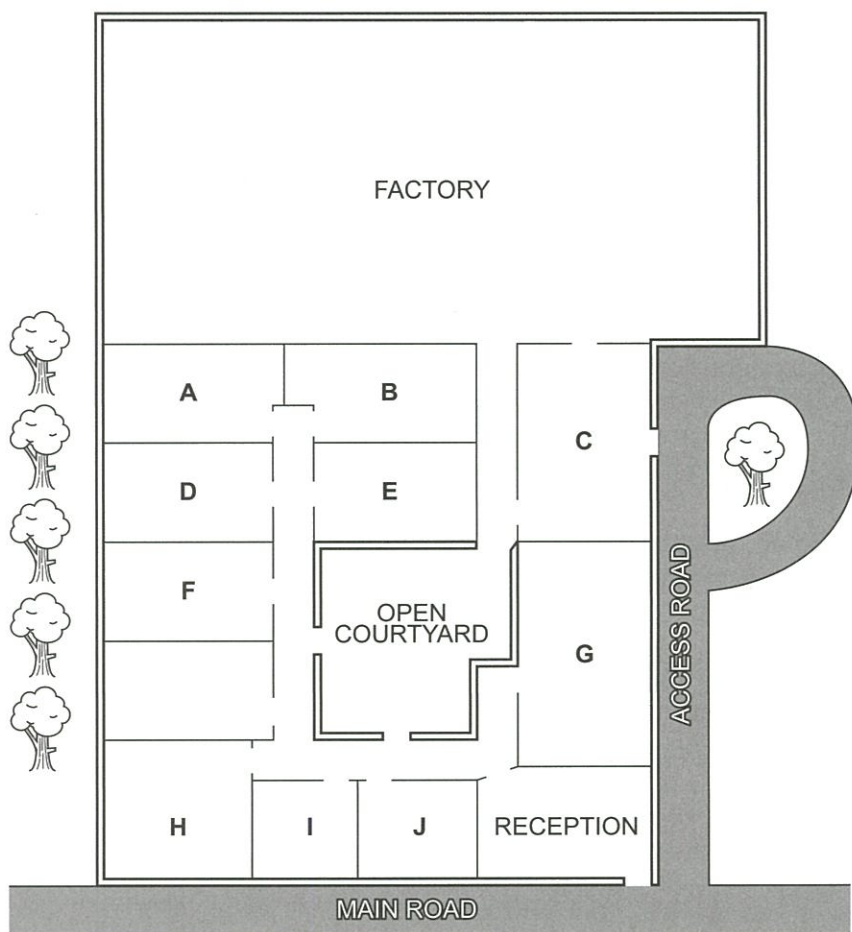 FACTORY
A
B
C
D
E
F
OPEN
COURTYARD
G
ACCESS ROAD
H
I
J
RECEPTION
MAIN ROAD